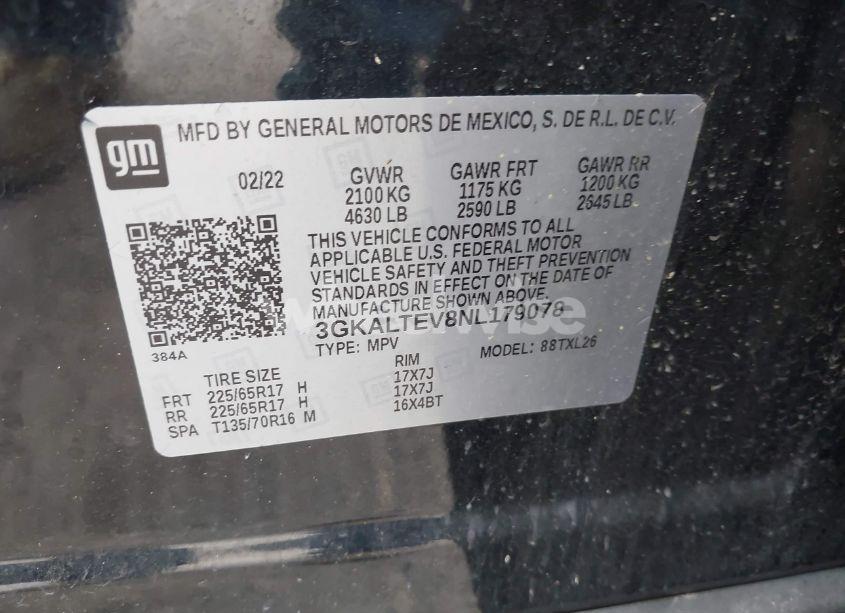 gm MFD BY GENERAL MOTORS DE MEXICO, S. DE R.L. DE C.V.
02/22 GVWR GAWR FRT GAWR RR
2100 KG 1175 KG 1200 KG
4630 LB 2590 LB 2645 LB
THIS VEHICLE CONFORMS TO ALL
APPLICABLE U.S. FEDERAL MOTOR
VEHICLE SAFETY AND THEFT PREVENTION
STANDARDS IN EFFECT ON THE DATE OF
MANUFACTURE SHOWN ABOVE.
3GKALTEV8NL179078
384A
TYPE: MPV MODEL: 88TXL26
TIRE SIZE RIM
FRT 225/65R17 H 17X7J
RR 225/65R17 H 17X7J
SPA T135/70R16 M 16X4BT